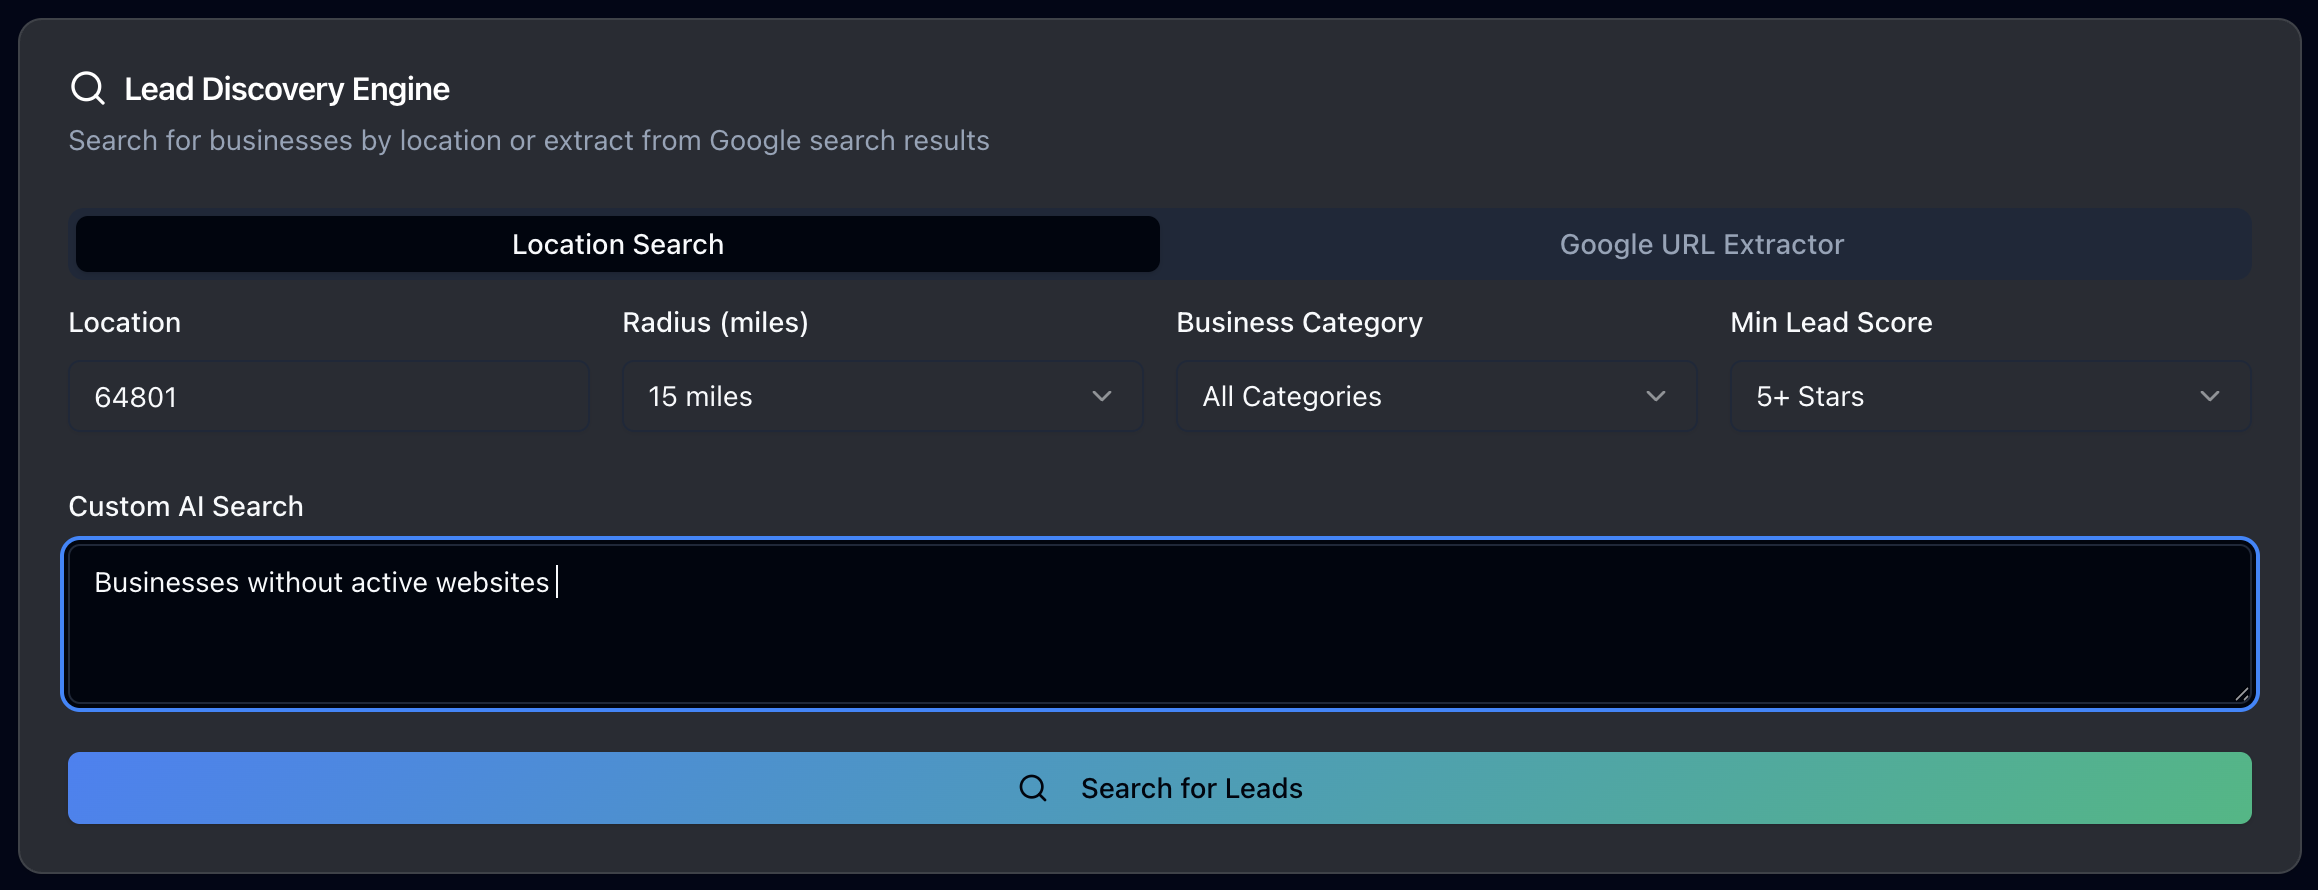 Lead Discovery Engine
Search for businesses by location or extract from Google search results
Location Search
Google URL Extractor
Location
Radius (miles)
Business Category
Min Lead Score
64801
15 miles
All Categories
5+ Stars
Custom AI Search
Businesses without active websites
Search for Leads